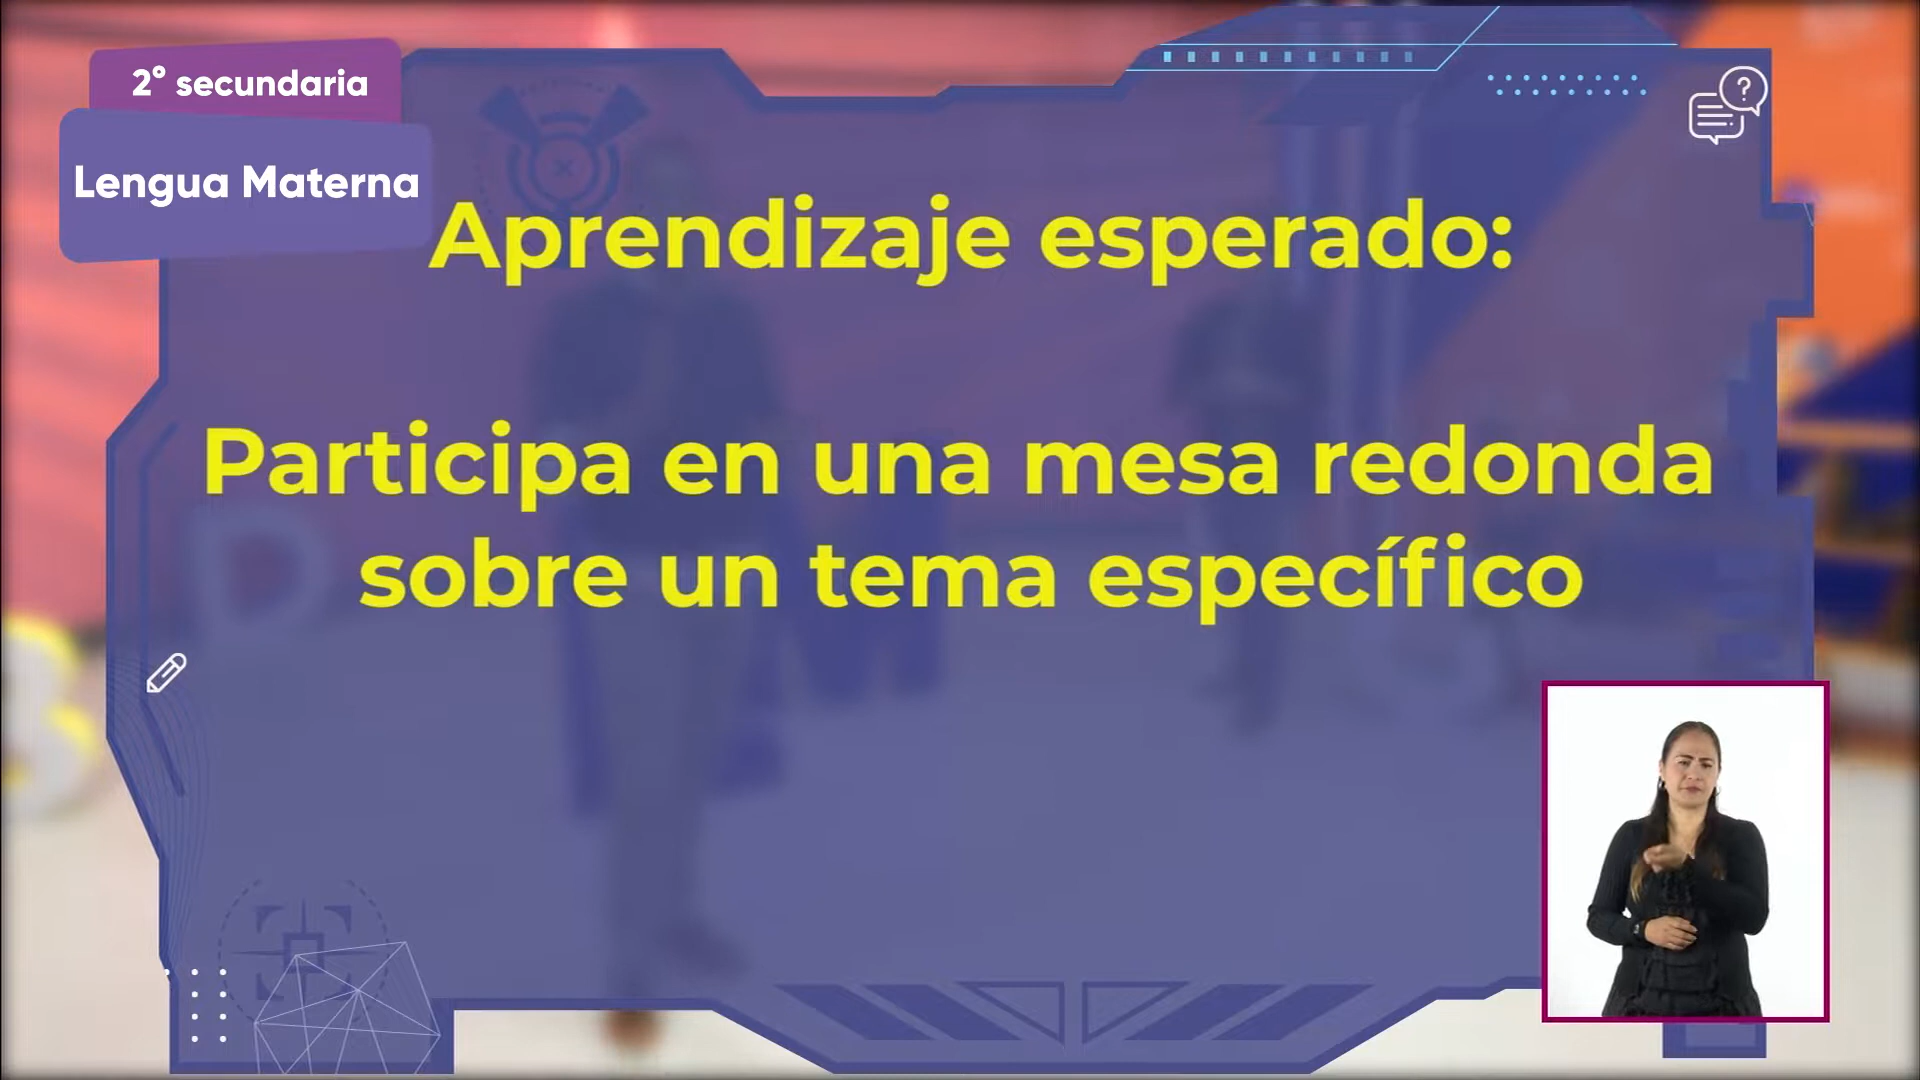 2° secundaria
Lengua Materna
Aprendizaje esperado:
Participa en una mesa redonda
sobre un tema específico